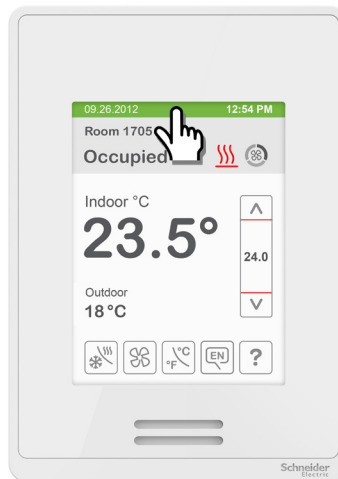 09.26.2012 12:54 PM
Room 1705
Occupied
Indoor °C
23.5°
24.0
Outdoor
18°C
°C
°F
EN
?
Schneider
Electric